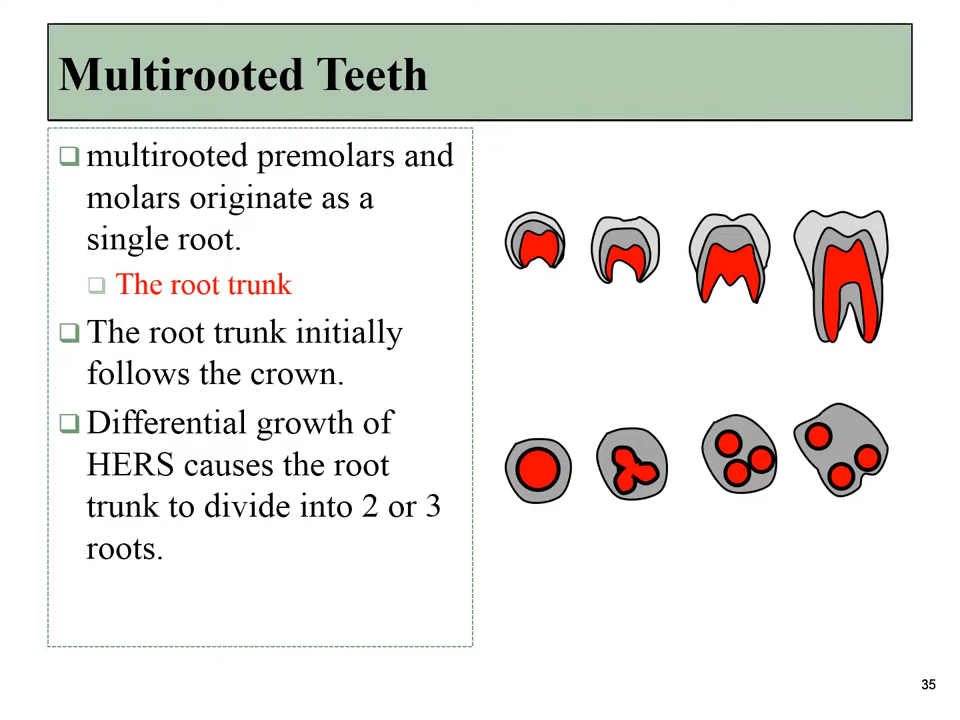 Multirooted Teeth
multirooted premolars and
molars originate as a
single root.
The root trunk
The root trunk initially
follows the crown.
Differential growth of
HERS causes the root
trunk to divide into 2 or 3
roots.
35